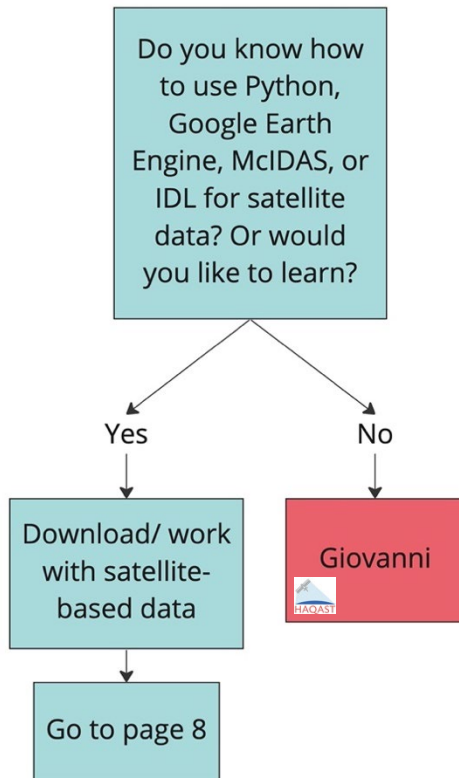 Do you know how
to use Python,
Google Earth
Engine, McIDAS, or
IDL for satellite
data? Or would
you like to learn?
Yes
No
Download/ work
with satellite-
based data
Giovanni
HAQAST
Go to page 8